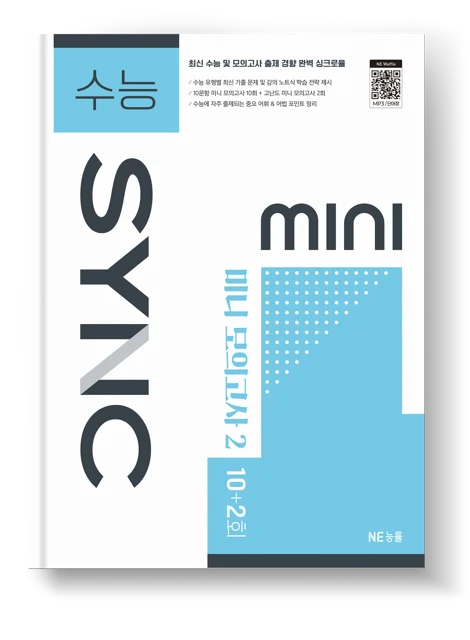 수능
최신 수능 및 모의고사 출제 경향 완벽 싱크로율
✓ 수능 유형별 최신 기출 문제 및 강의 노트식 학습 전략 제시
✓ 10문항 미니 모의고사 10회 + 고난도 미니 모의고사 2회
✓ 수능에 자주 출제되는 중요 어휘 & 어법 포인트 정리
NE Waffle
MP3/단어장
SYNC
mini
미니 모의고사 2
10+2회
NE능률